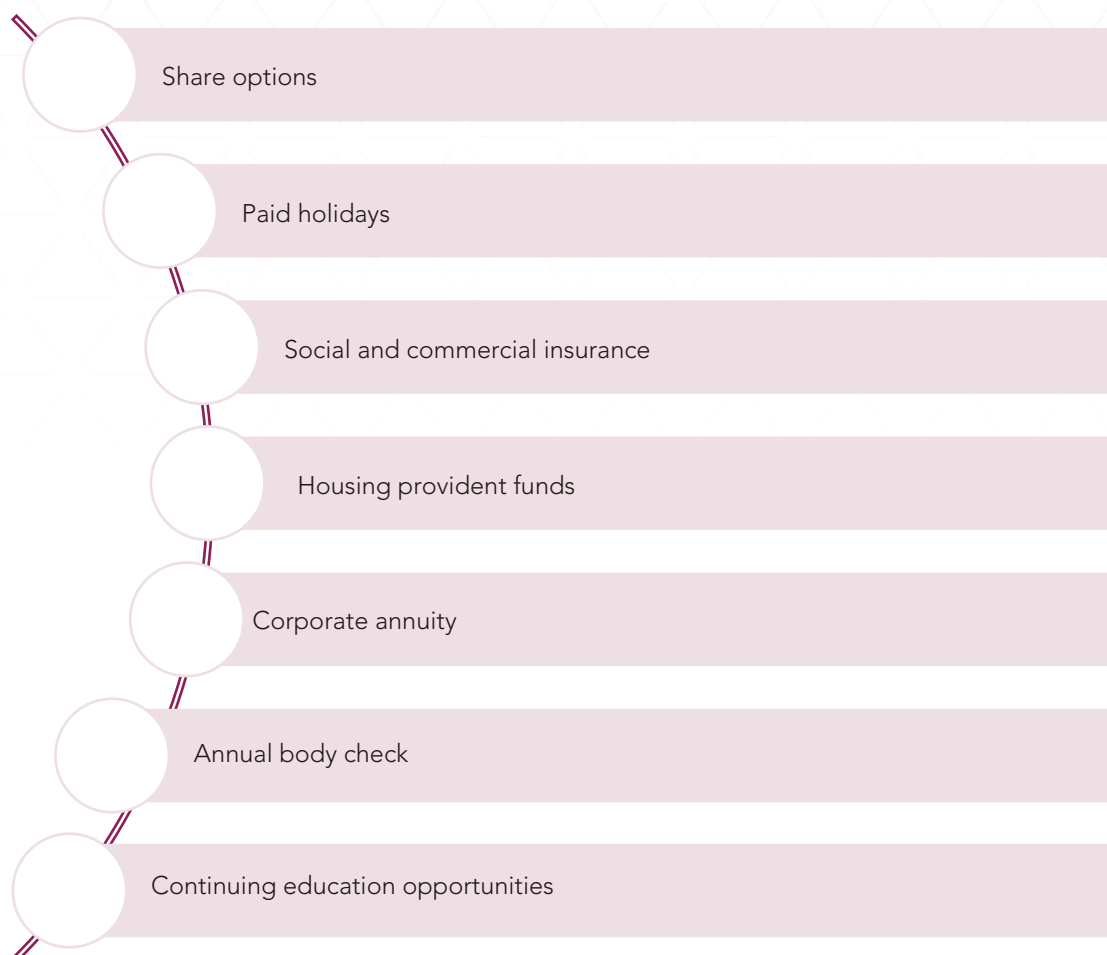 Share options
Paid holidays
Social and commercial insurance
Housing provident funds
Corporate annuity
Annual body check
Continuing education opportunities